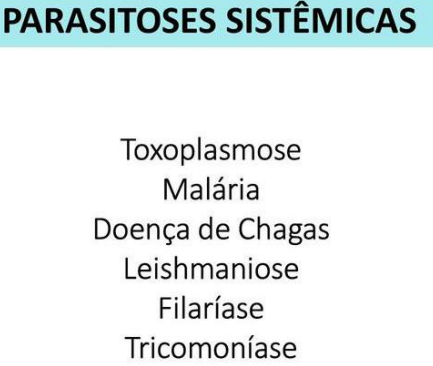 PARASITOSES SISTÊMICAS
Toxoplasmose
Malária
Doença de Chagas
Leishmaniose
Filaríase
Tricomoníase